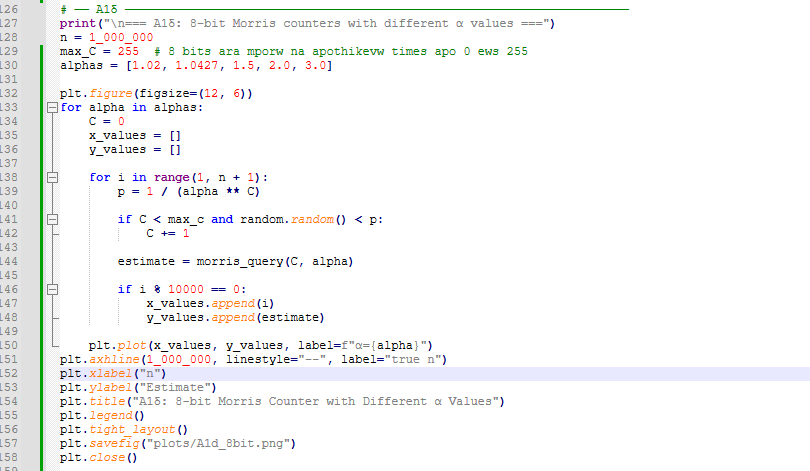 126 # — A1δ ————————————————————————————————
127 print("\n=== A1δ: 8-bit Morris counters with different α values ===")
128 n = 1_000_000
129 max_C = 255  # 8 bits ara mporw na apothikevw times apo 0 ews 255
130 alphas = [1.02, 1.0427, 1.5, 2.0, 3.0]
131
132 plt.figure(figsize=(12, 6))
133 for alpha in alphas:
134     C = 0
135     x_values = []
136     y_values = []
137
138     for i in range(1, n + 1):
139         p = 1 / (alpha ** C)
140
141         if C < max_c and random.random() < p:
142             C += 1
143
144         estimate = morris_query(C, alpha)
145
146         if i % 10000 == 0:
147             x_values.append(i)
148             y_values.append(estimate)
149
150     plt.plot(x_values, y_values, label=f"α={alpha}")
151 plt.axhline(1_000_000, linestyle="--", label="true n")
152 plt.xlabel("n")
153 plt.ylabel("Estimate")
154 plt.title("A1δ: 8-bit Morris Counter with Different α Values")
155 plt.legend()
156 plt.tight_layout()
157 plt.savefig("plots/A1d_8bit.png")
158 plt.close()